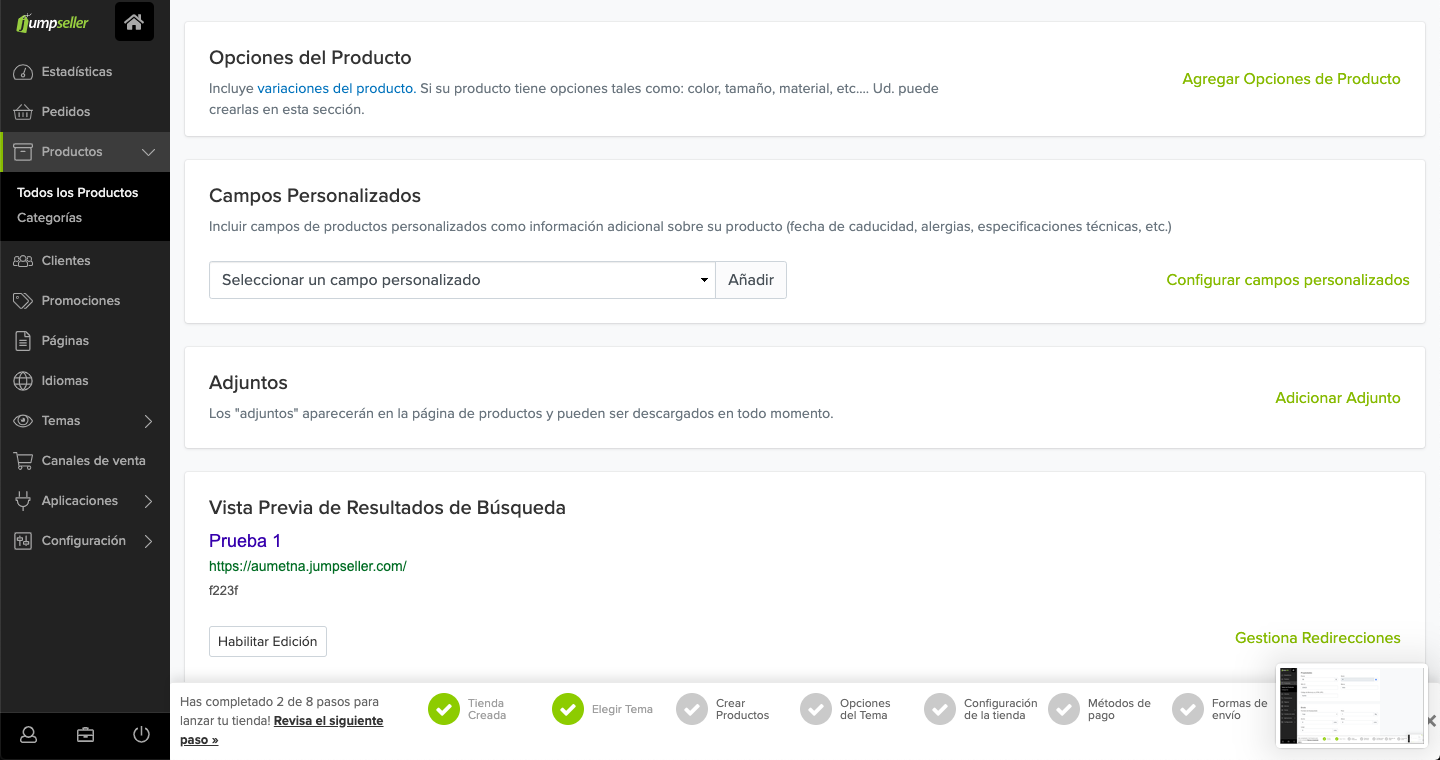 jumpseller
Estadísticas
Pedidos
Productos
Todos los Productos
Categorías
Clientes
Promociones
Páginas
Idiomas
Temas
Canales de venta
Aplicaciones
Configuración
Opciones del Producto
Incluye variaciones del producto. Si su producto tiene opciones tales como: color, tamaño, material, etc.... Ud. puede
crearlas en esta sección.
Agregar Opciones de Producto
Campos Personalizados
Incluir campos de productos personalizados como información adicional sobre su producto (fecha de caducidad, alergias, especificaciones técnicas, etc.)
Seleccionar un campo personalizado
Añadir
Configurar campos personalizados
Adjuntos
Los "adjuntos" aparecerán en la página de productos y pueden ser descargados en todo momento.
Adicionar Adjunto
Vista Previa de Resultados de Búsqueda
Prueba 1
https://aumetna.jumpseller.com/
f223f
Habilitar Edición
Gestiona Redirecciones
Has completado 2 de 8 pasos para
lanzar tu tienda! Revisa el siguiente
paso »
Tienda
Creada
Elegir Tema
Crear
Productos
Opciones
del Tema
Configuración
de la tienda
Métodos de
pago
Formas de
envío